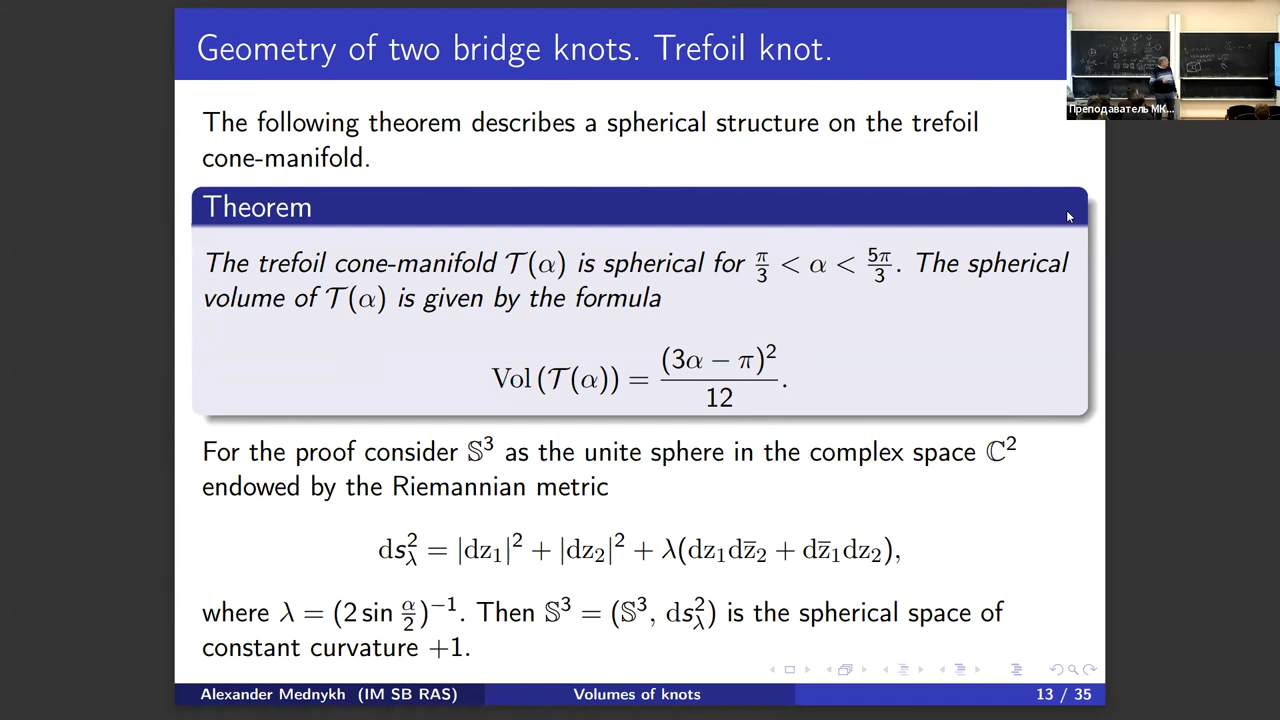 Geometry of two bridge knots. Trefoil knot.
Преподаватель МК...
The following theorem describes a spherical structure on the trefoil
cone-manifold.
Theorem
The trefoil cone-manifold 𝒯(α) is spherical for π/3 < α < 5π/3. The spherical
volume of 𝒯(α) is given by the formula
Vol (𝒯(α)) = (3α − π)²/12.
For the proof consider 𝕊³ as the unite sphere in the complex space ℂ²
endowed by the Riemannian metric
ds²_λ = |dz₁|² + |dz₂|² + λ(dz₁dz̄₂ + dz̄₁dz₂),
where λ = (2 sin α/2)⁻¹. Then 𝕊³ = (𝕊³, ds²_λ) is the spherical space of
constant curvature +1.
Alexander Mednykh (IM SB RAS) Volumes of knots 13 / 35